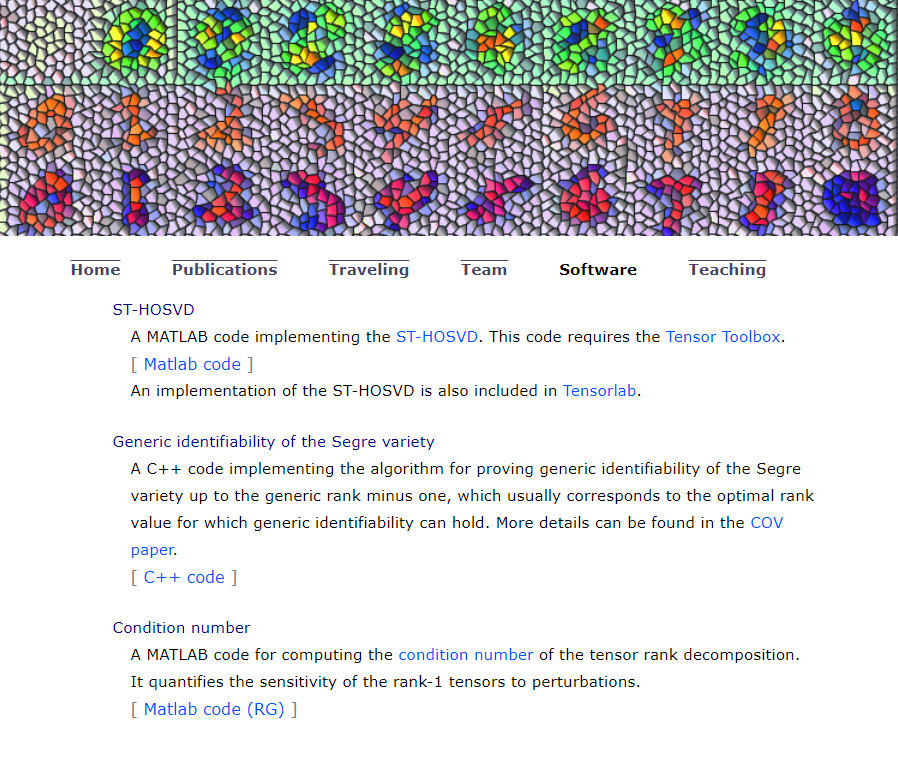 Home Publications Traveling Team Software Teaching
ST-HOSVD
A MATLAB code implementing the ST-HOSVD. This code requires the Tensor Toolbox.
[ Matlab code ]
An implementation of the ST-HOSVD is also included in Tensorlab.
Generic identifiability of the Segre variety
A C++ code implementing the algorithm for proving generic identifiability of the Segre
variety up to the generic rank minus one, which usually corresponds to the optimal rank
value for which generic identifiability can hold. More details can be found in the COV
paper.
[ C++ code ]
Condition number
A MATLAB code for computing the condition number of the tensor rank decomposition.
It quantifies the sensitivity of the rank-1 tensors to perturbations.
[ Matlab code (RG) ]